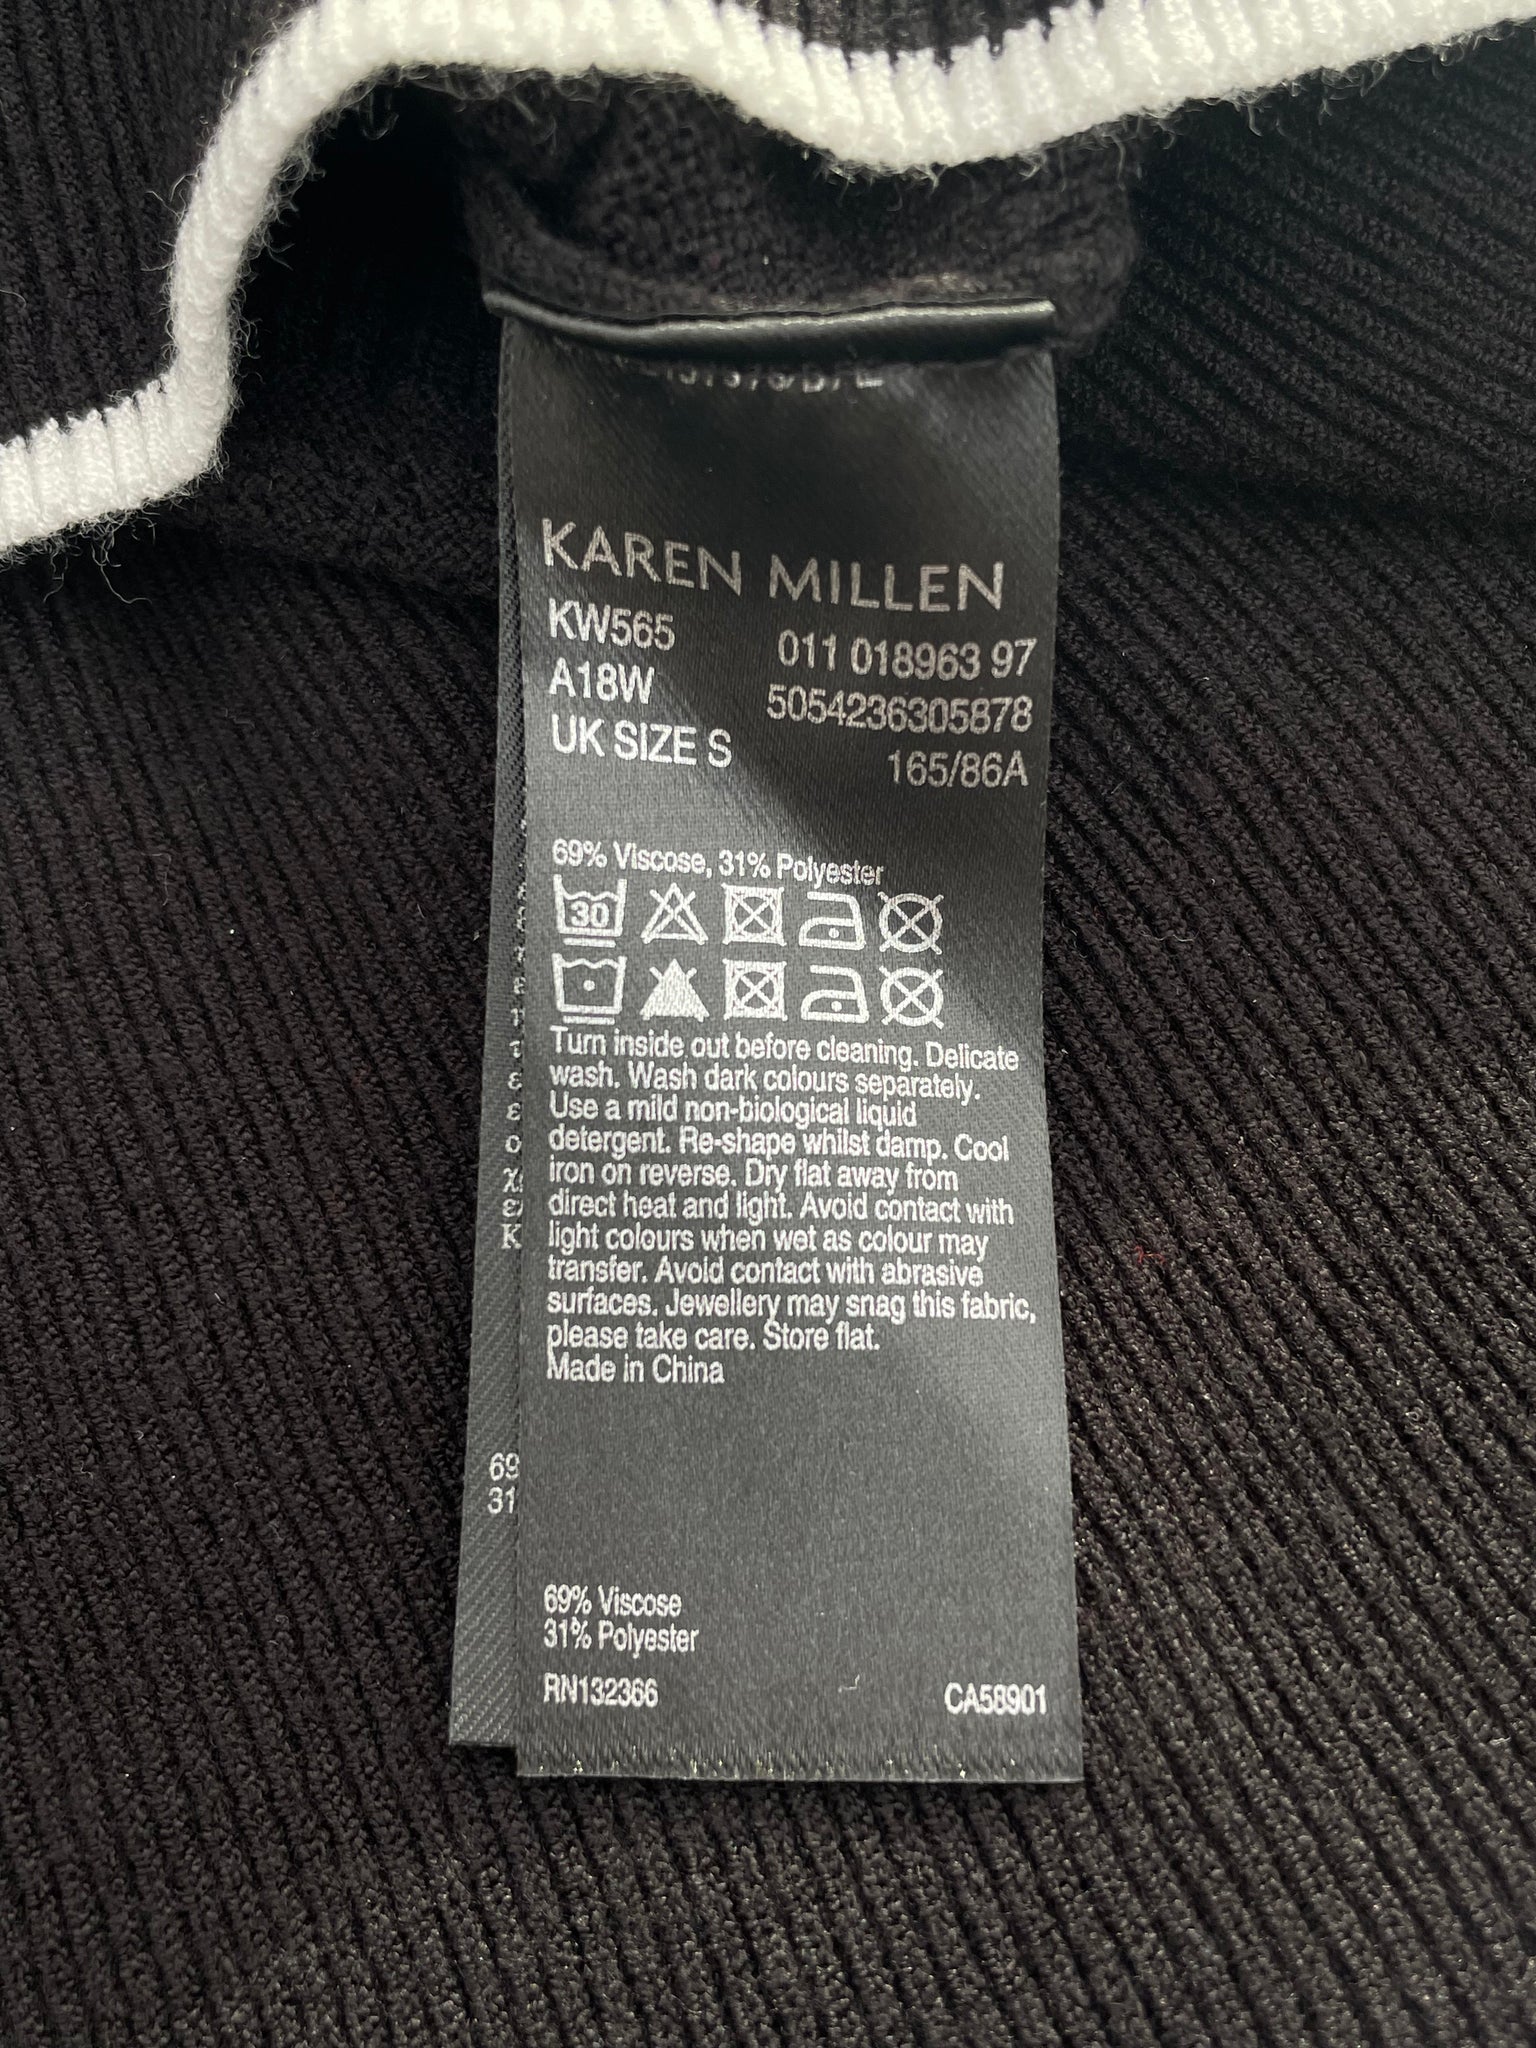 KAREN MILLEN
KW565 011 018963 97
A18W 5054236305878
UK SIZE S 165/86A
69% Viscose, 31% Polyester
30
Turn inside out before cleaning. Delicate
wash. Wash dark colours separately.
Use a mild non-biological liquid
detergent. Re-shape whilst damp. Cool
iron on reverse. Dry flat away from
direct heat and light. Avoid contact with
light colours when wet as colour may
transfer. Avoid contact with abrasive
surfaces. Jewellery may snag this fabric,
please take care. Store flat.
Made in China
69
31
69% Viscose
31% Polyester
RN132366 CA58901